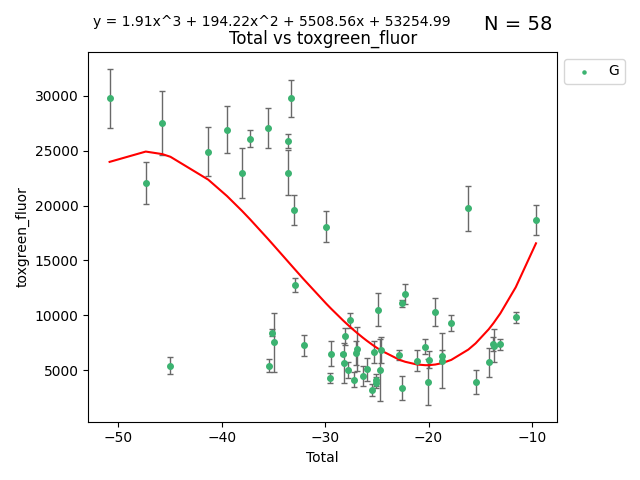 y = 1.91x^3 + 194.22x^2 + 5508.56x + 53254.99
N = 58
Total vs toxgreen_fluor
G
30000
25000
20000
15000
10000
5000
toxgreen_fluor
−50
−40
−30
−20
−10
Total